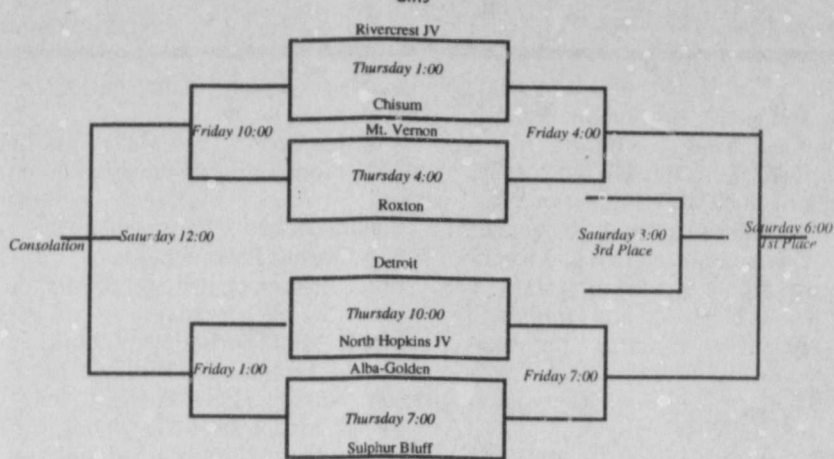 Rivercrest JV
Thursday 1:00
Chisum
Friday 10:00
Mt. Vernon
Friday 4:00
Thursday 4:00
Roxton
Consolation
Saturday 12:00
Saturday 3:00
3rd Place
Saturday 6:00
1st Place
Detroit
Thursday 10:00
North Hopkins JV
Friday 1:00
Alba-Golden
Friday 7:00
Thursday 7:00
Sulphur Bluff